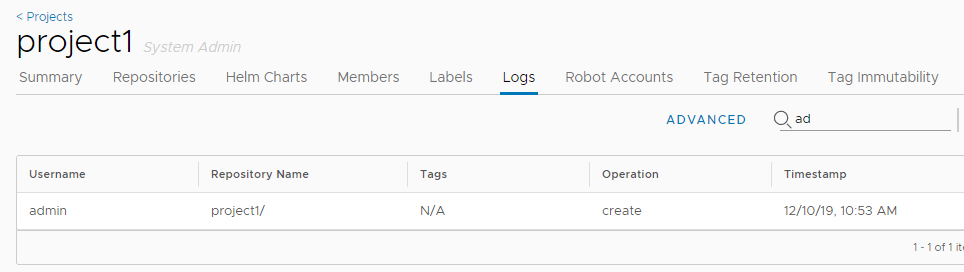 < Projects
project1 System Admin
Summary Repositories Helm Charts Members Labels Logs Robot Accounts Tag Retention Tag Immutability
ADVANCED ad
Username Repository Name Tags Operation Timestamp
admin project1/ N/A create 12/10/19, 10:53 AM
1 - 1 of 1